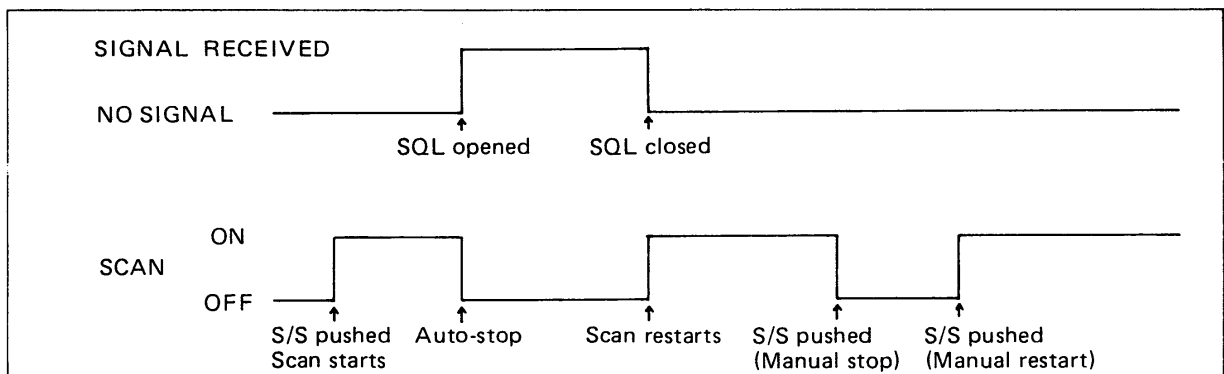 SIGNAL RECEIVED
NO SIGNAL
SQL opened
SQL closed
ON
SCAN
OFF
S/S pushed
Scan starts
Auto-stop
Scan restarts
S/S pushed
(Manual stop)
S/S pushed
(Manual restart)